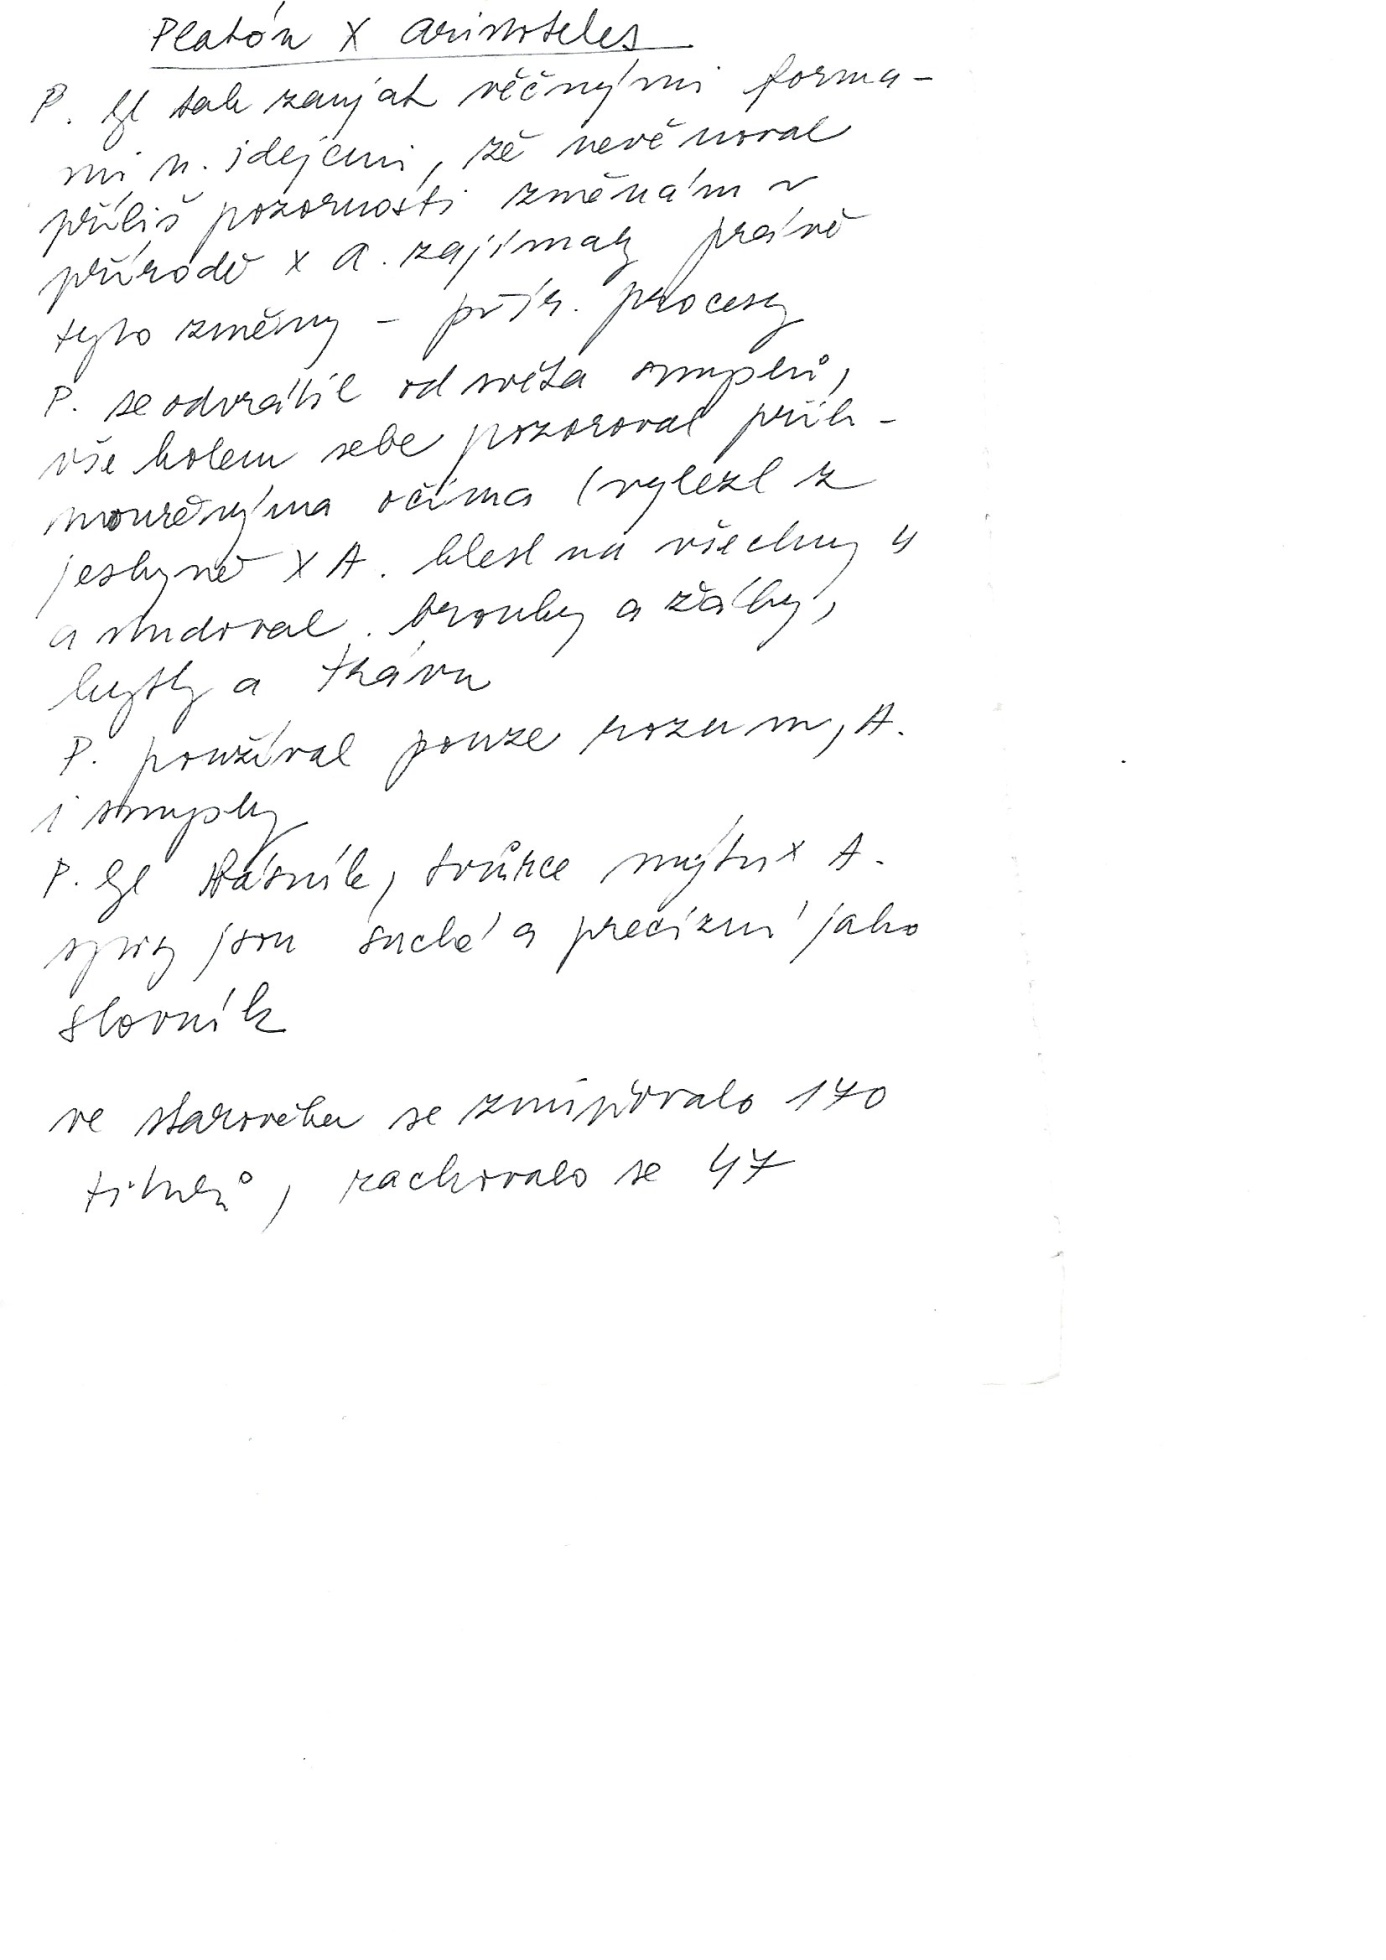 Platón X Aristoteles
P. byl tak zaujat věčnými forma-
mi n. idejemi, že nevěnoval
příliš pozornosti změnám v
přírodě x A. zajímaly právě
tyto změny - přír. procesy
P. se odvrátil od světa smyslů,
vše kolem sebe pozoroval přih-
mouřenýma očima (vylezl z
jeskyně X A. klesl na všechny 4
a studoval brouky a žáby,
kytky a trávu
P. používal pouze rozum, A.
i smysly
P. byl básník, tvůrce mýtu x A.
spisy jsou suché a precizní jako
slovník
ve starověku se zmiňovalo 170
titulů, zachovalo se 47